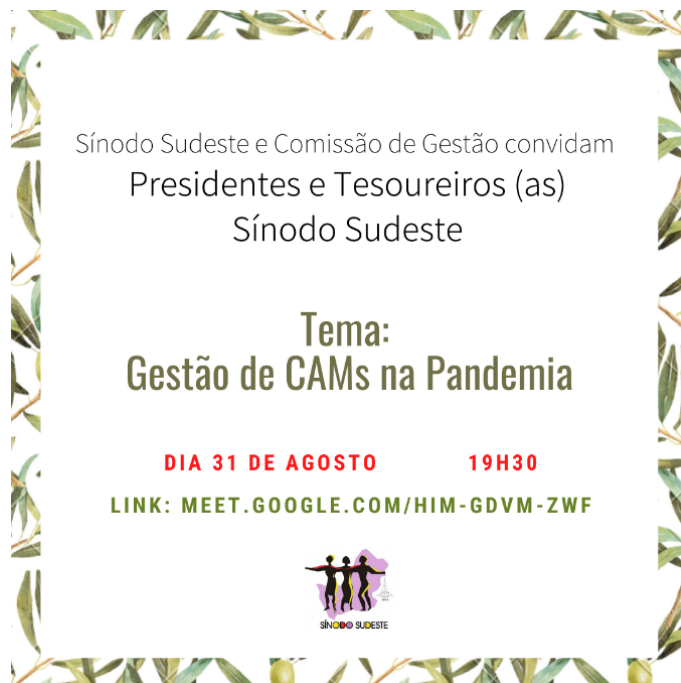 Sínodo Sudeste e Comissão de Gestão convidam
Presidentes e Tesoureiros (as)
Sínodo Sudeste
Tema:
Gestão de CAMs na Pandemia
DIA 31 DE AGOSTO 19H30
LINK: MEET.GOOGLE.COM/HIM-GDVM-ZWF
SÍNODO SUDESTE